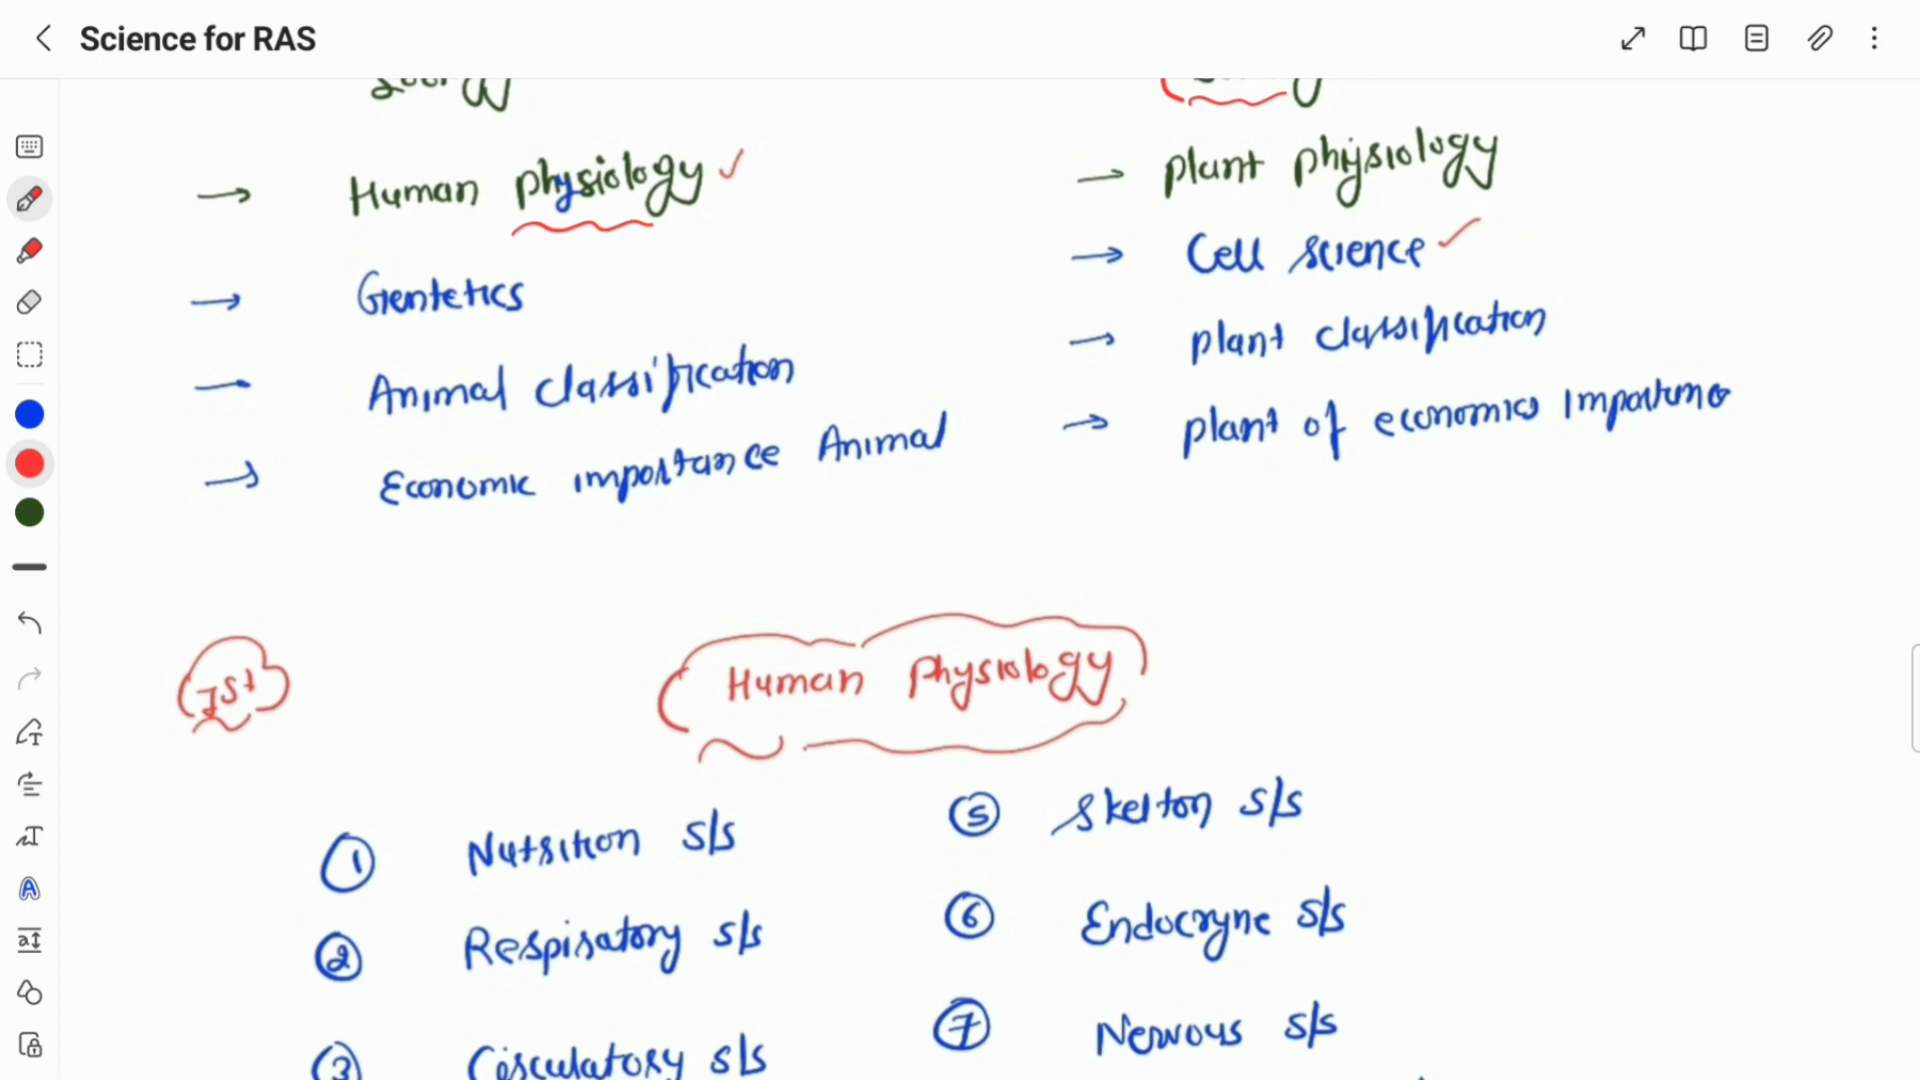 Science for RAS
→ Human physiology ✓
→ Gentetics
→ Animal classification
→ Economic importance Animal
→ plant physiology
→ Cell science ✓
→ plant classification
→ plant of economics
Ist
Human Physiology
① Nutrition s/s
② Respiratory s/s
③ Circulatory s/s
⑤ Skelton s/s
⑥ Endocryne s/s
⑦ Nervous s/s